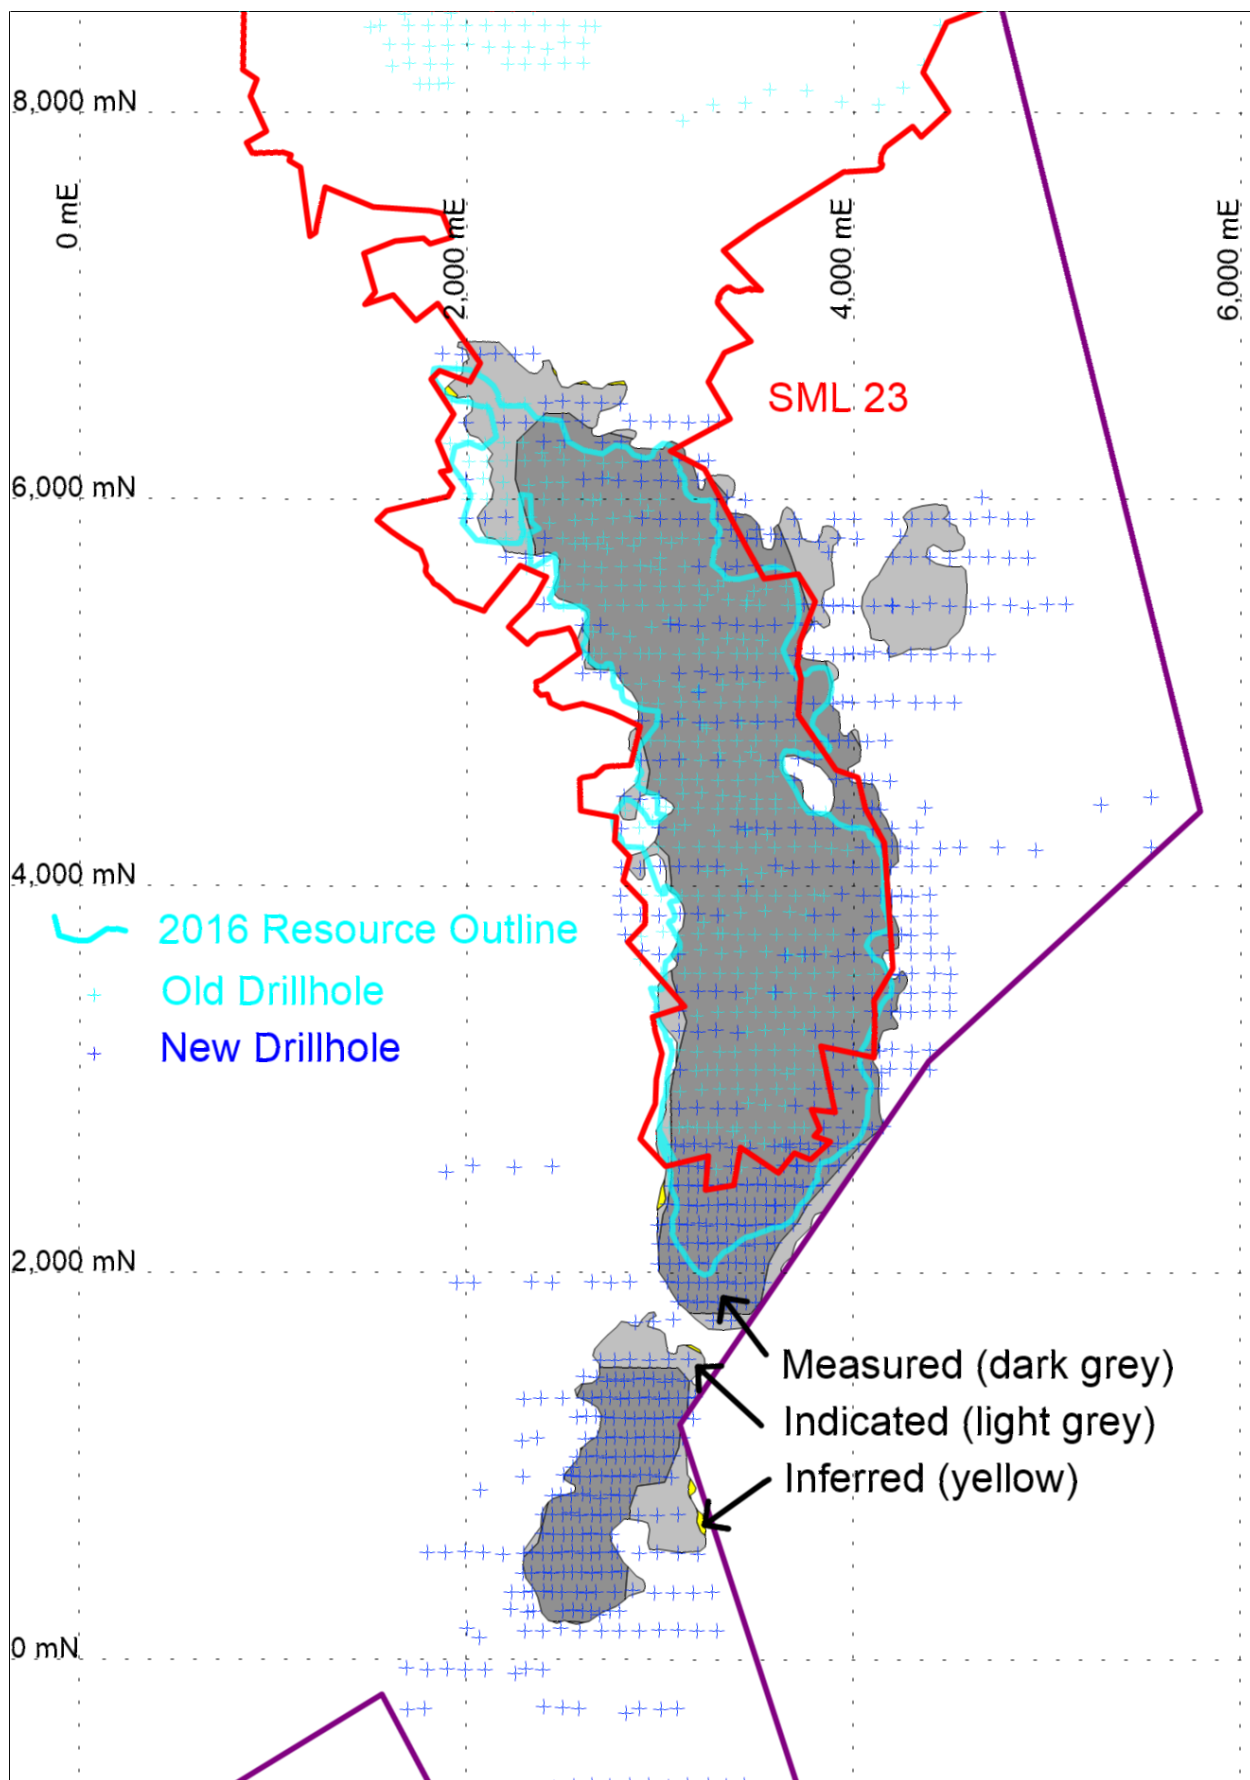 8,000 mN
0 mE
2,000 mE
4,000 mE
6,000 mE
SML 23
6,000 mN
4,000 mN
2016 Resource Outline
Old Drillhole
New Drillhole
2,000 mN
Measured (dark grey)
Indicated (light grey)
Inferred (yellow)
0 mN